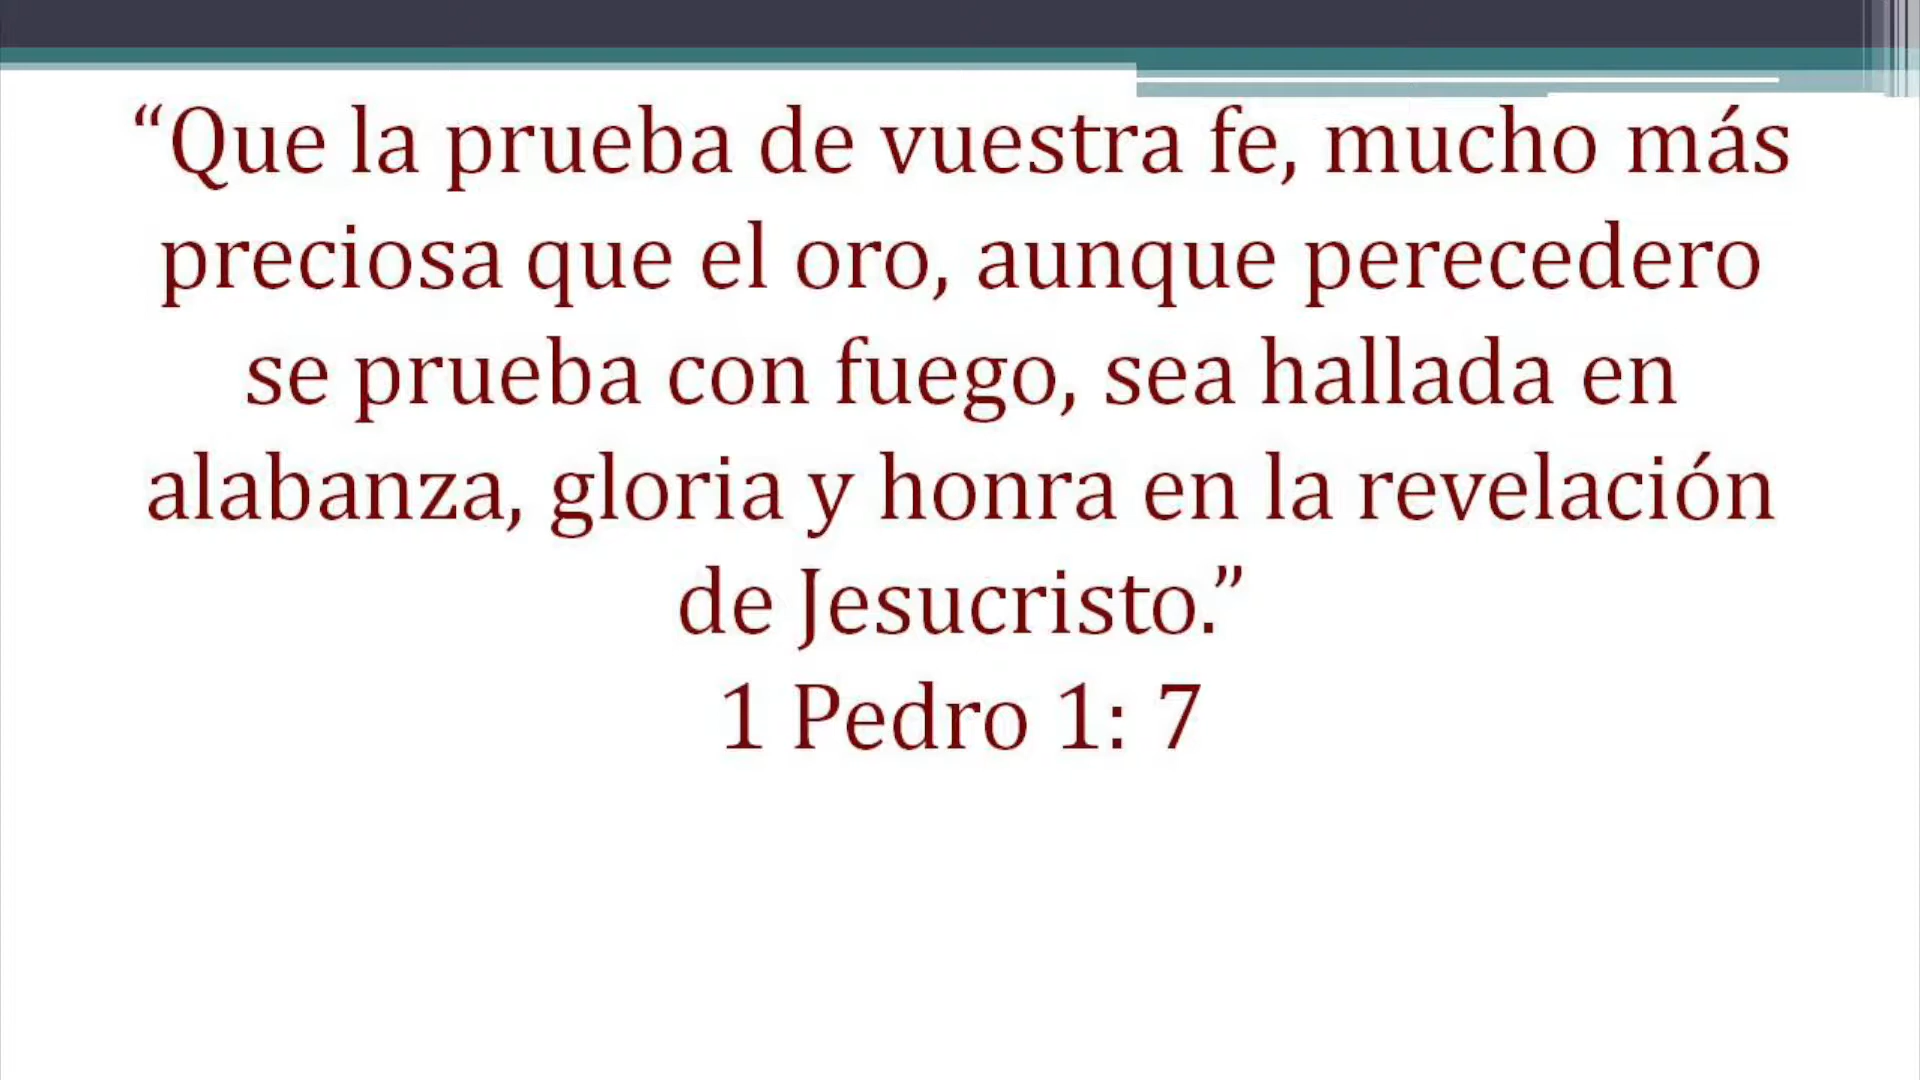 “Que la prueba de vuestra fe, mucho más
preciosa que el oro, aunque perecedero
se prueba con fuego, sea hallada en
alabanza, gloria y honra en la revelación
de Jesucristo.”
1 Pedro 1: 7